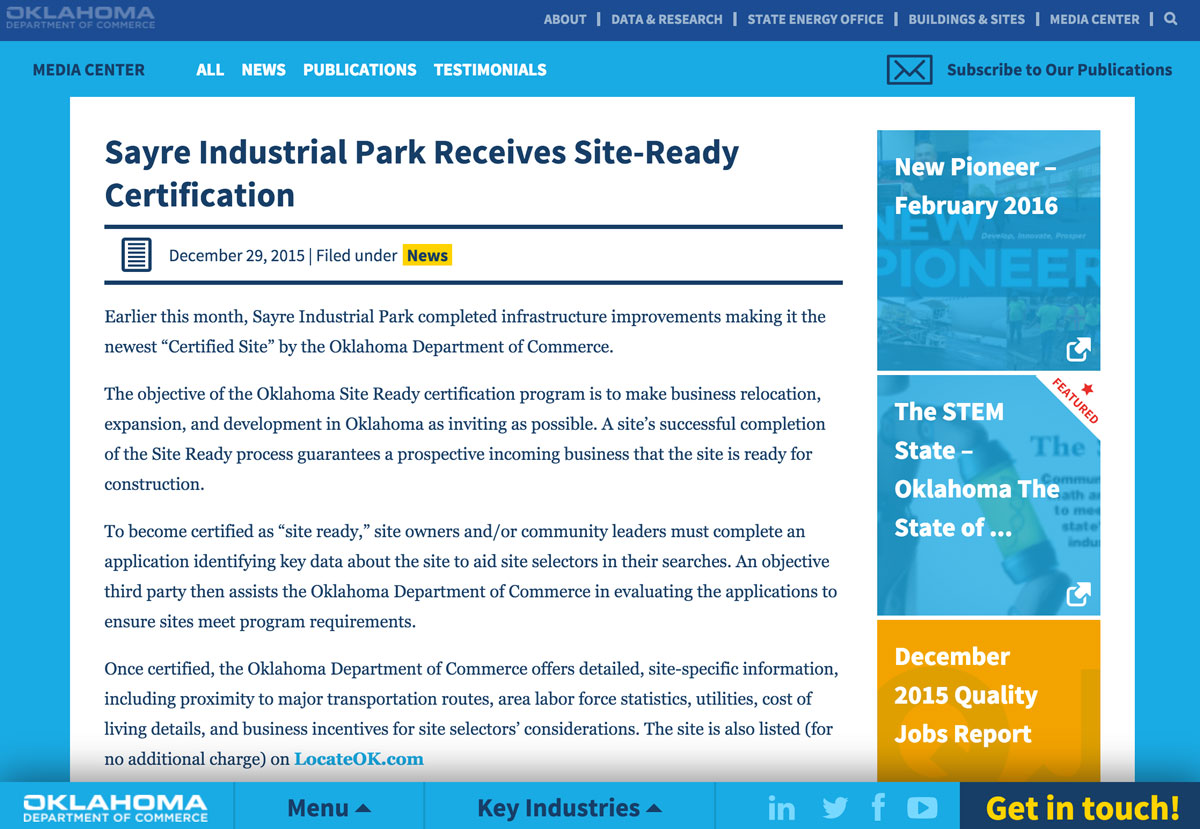 OKLAHOMA
DEPARTMENT OF COMMERCE
ABOUT | DATA & RESEARCH | STATE ENERGY OFFICE | BUILDINGS & SITES | MEDIA CENTER |
MEDIA CENTER ALL NEWS PUBLICATIONS TESTIMONIALS Subscribe to Our Publications
Sayre Industrial Park Receives Site-Ready
Certification
December 29, 2015 | Filed under News
Earlier this month, Sayre Industrial Park completed infrastructure improvements making it the
newest “Certified Site” by the Oklahoma Department of Commerce.
The objective of the Oklahoma Site Ready certification program is to make business relocation,
expansion, and development in Oklahoma as inviting as possible. A site’s successful completion
of the Site Ready process guarantees a prospective incoming business that the site is ready for
construction.
To become certified as “site ready,” site owners and/or community leaders must complete an
application identifying key data about the site to aid site selectors in their searches. An objective
third party then assists the Oklahoma Department of Commerce in evaluating the applications to
ensure sites meet program requirements.
Once certified, the Oklahoma Department of Commerce offers detailed, site-specific information,
including proximity to major transportation routes, area labor force statistics, utilities, cost of
living details, and business incentives for site selectors’ considerations. The site is also listed (for
no additional charge) on LocateOK.com
New Pioneer –
February 2016
NEW
Develop, Innovate, Prosper
PIONEER
FEATURED
The STEM
State –
Oklahoma The
State of ...
The
to me
state'
indu
December
2015 Quality
Jobs Report
OKLAHOMA
DEPARTMENT OF COMMERCE
Menu Key Industries in f Get in touch!